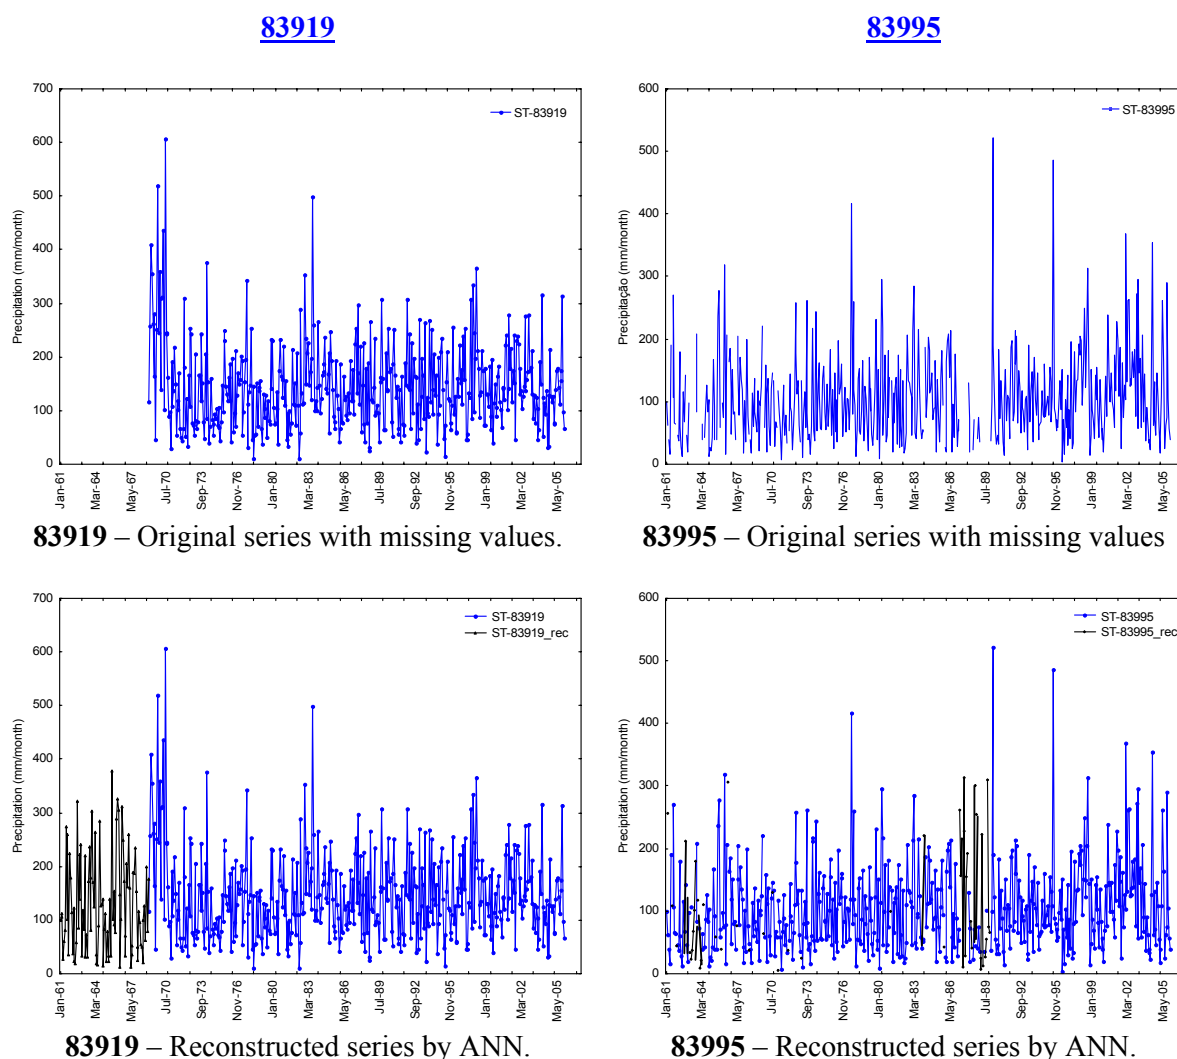 83919
83995
700
600
500
400
300
200
100
0
Precipitation (mm/month)
ST-83919
Jan-61
Mar-64
May-67
Jul-70
Sep-73
Nov-76
Jan-80
Mar-83
May-86
Jul-89
Sep-92
Nov-95
Jan-99
Mar-02
May-05
600
500
400
300
200
100
0
Precipitação (mm/month)
ST-83995
Jan-61
Mar-64
May-67
Jul-70
Sep-73
Nov-76
Jan-80
Mar-83
May-86
Jul-89
Sep-92
Nov-95
Jan-99
Mar-02
May-05
83919 – Original series with missing values.
83995 – Original series with missing values
700
600
500
400
300
200
100
0
Precipitation (mm/month)
ST-83919
ST-83919_rec
Jan-61
Mar-64
May-67
Jul-70
Sep-73
Nov-76
Jan-80
Mar-83
May-86
Jul-89
Sep-92
Nov-95
Jan-99
Mar-02
May-05
600
500
400
300
200
100
0
Precipitation (mm/month)
ST-83995
ST-83995_rec
Jan-61
Mar-64
May-67
Jul-70
Sep-73
Nov-76
Jan-80
Mar-83
May-86
Jul-89
Sep-92
Nov-95
Jan-99
Mar-02
May-05
83919 – Reconstructed series by ANN.
83995 – Reconstructed series by ANN.